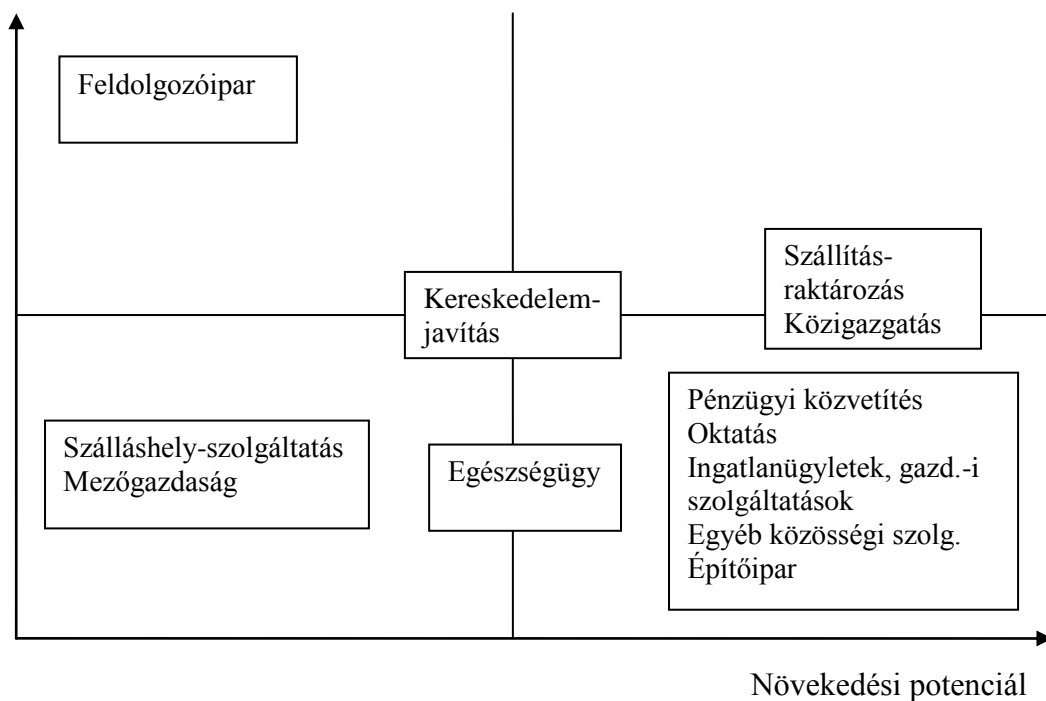 Feldolgozóipar
Szállítás-
raktározás
Közigazgatás
Kereskedelem-
javítás
Pénzügyi közvetítés
Oktatás
Ingatlanügyletek, gazd.-i
szolgáltatások
Egyéb közösségi szolg.
Építőipar
Szálláshely-szolgáltatás
Mezőgazdaság
Egészségügy
Növekedési potenciál